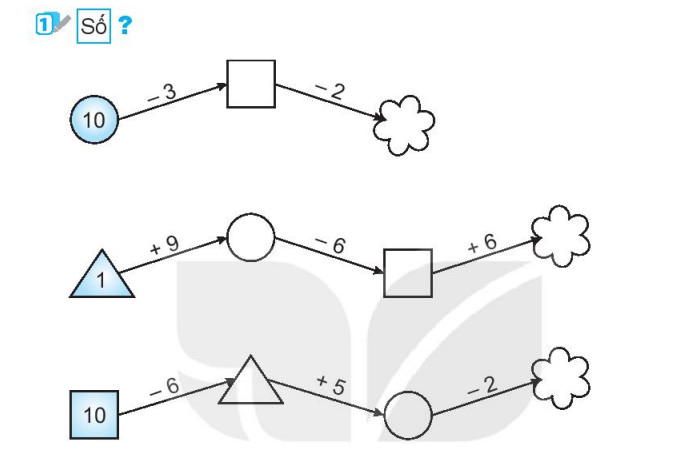 1 Số ?
10 – 3 – 2
1 + 9 – 6 + 6
10 – 6 + 5 – 2